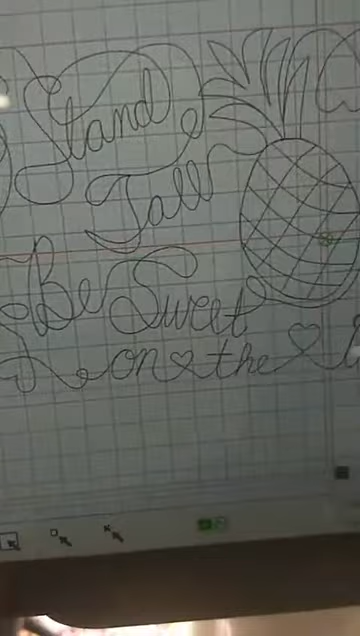 Stand
Tall
Be Sweet
on the